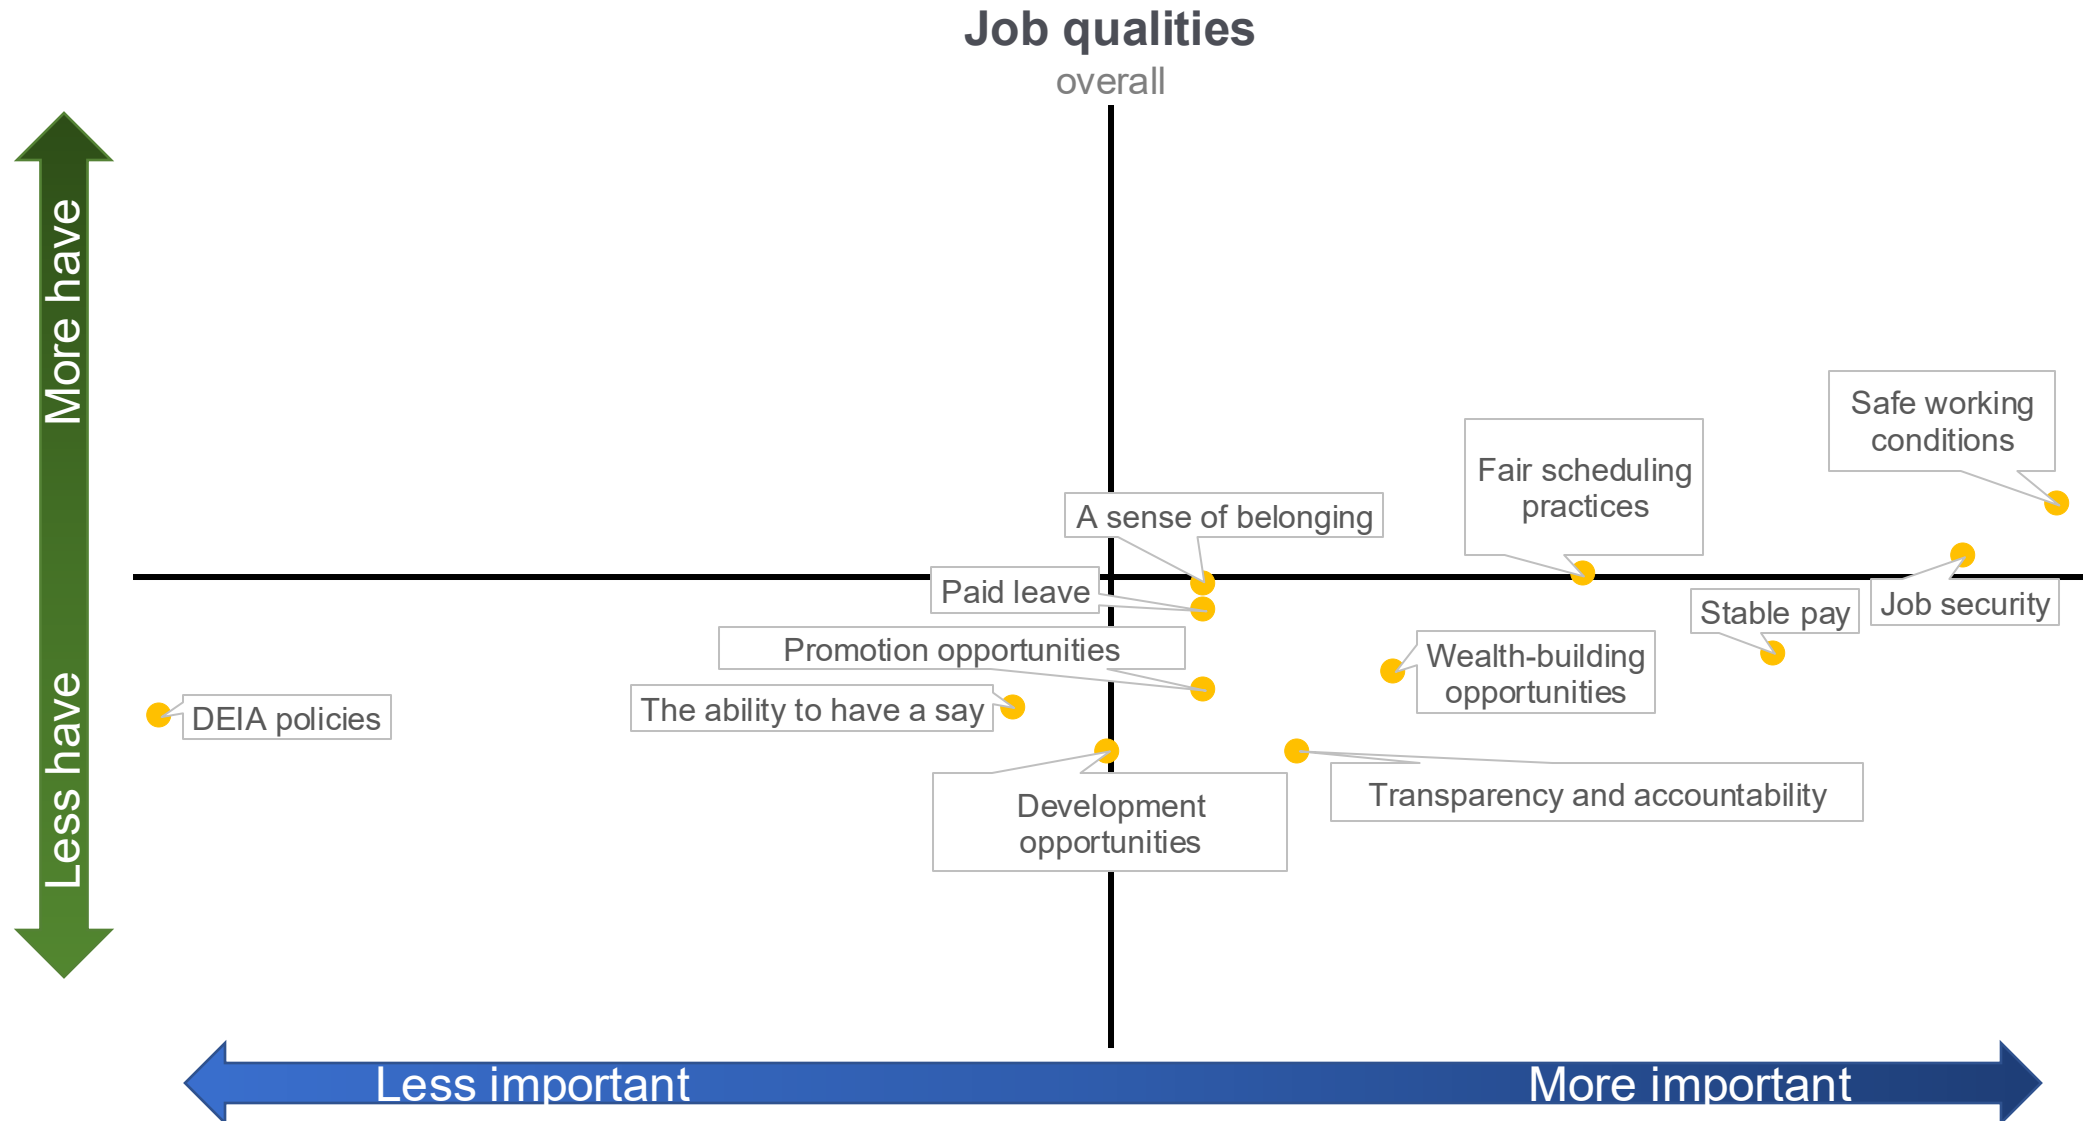 Job qualities
overall
More have
Less have
Safe working
conditions
Fair scheduling
practices
A sense of belonging
Paid leave
Job security
Stable pay
Promotion opportunities
Wealth-building
opportunities
The ability to have a say
DEIA policies
Development
opportunities
Transparency and accountability
Less important
More important